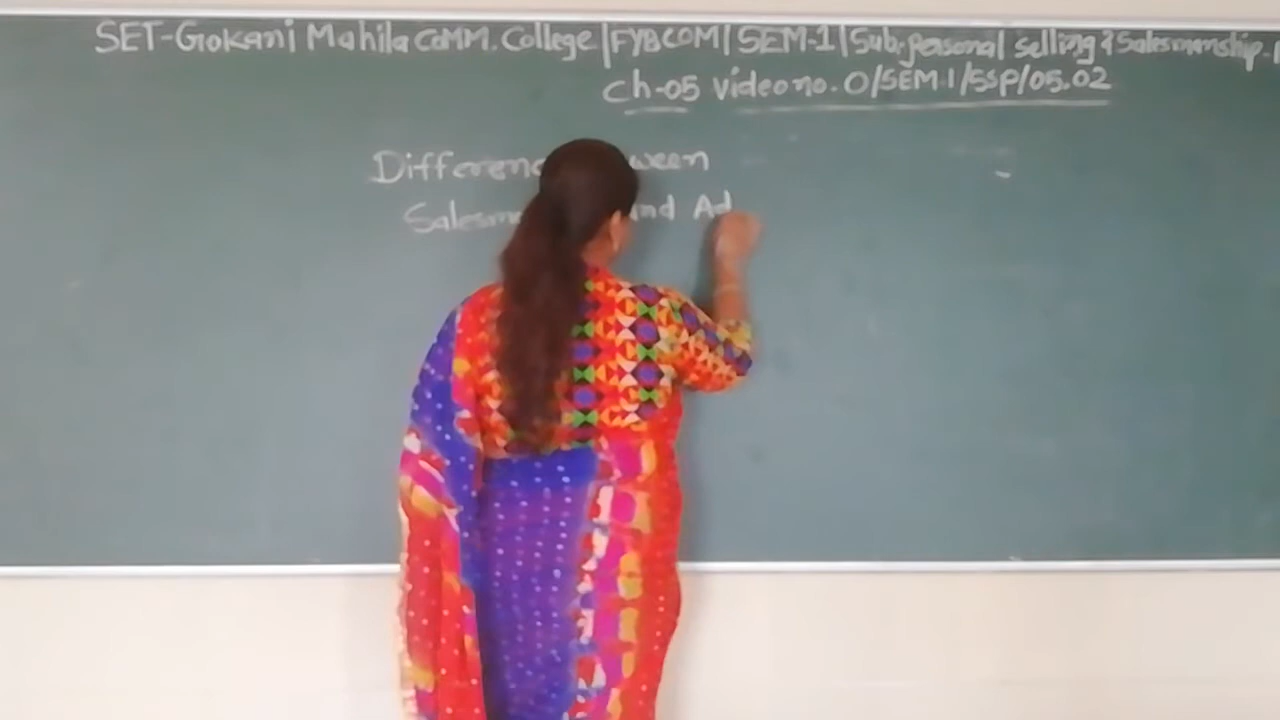 SET-Gokani Mahila Comm. College | FYBCOM | SEM-1 | Sub. Personal selling & Salesmanship.
Ch-05 Video no. 0/SEM.1/SSP/05.02
Differenc ween
Salesm and Ad